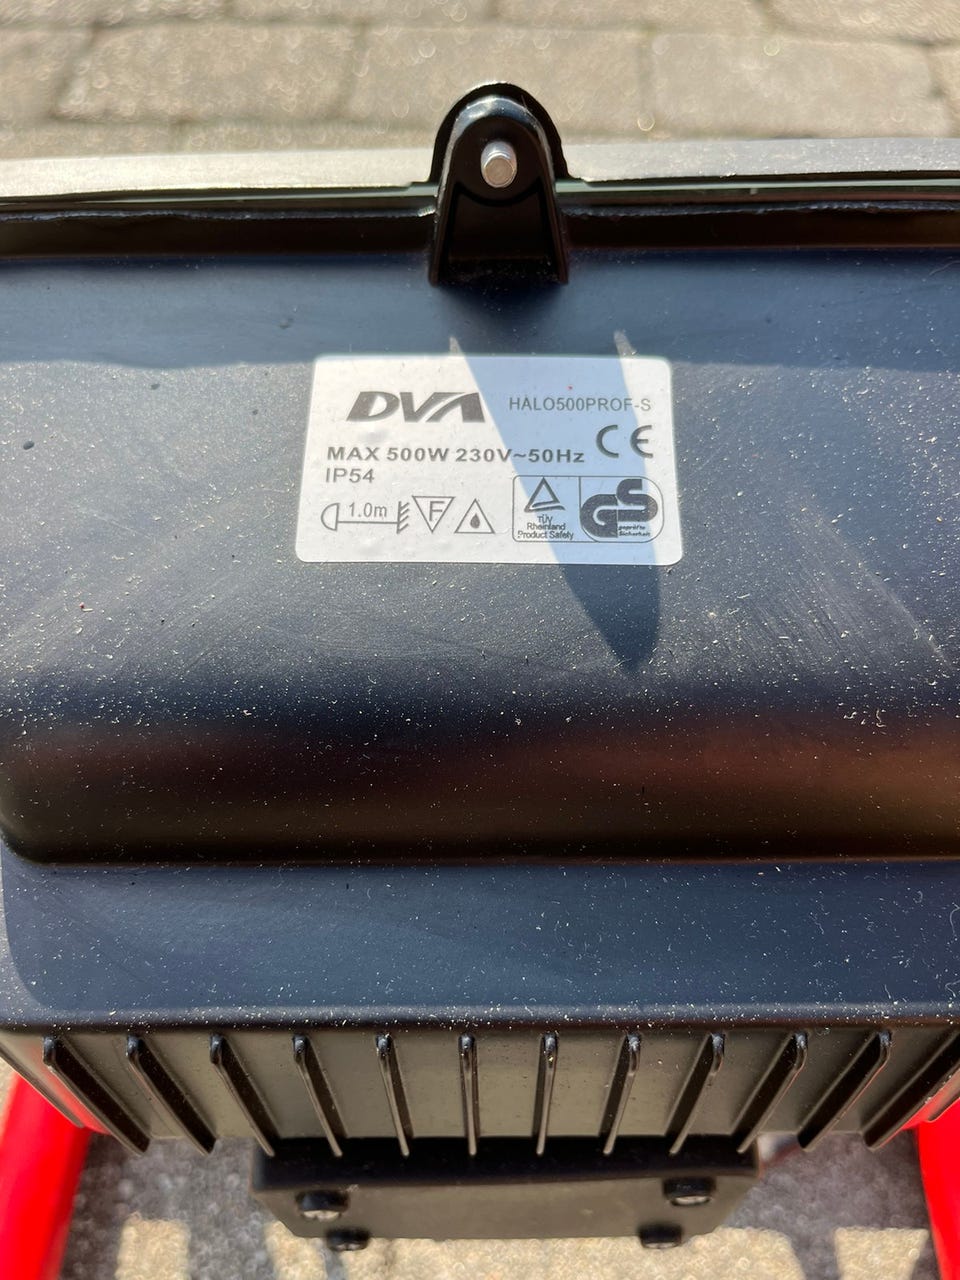 DVA HALO500PROF-S
CE
MAX 500W 230V~50Hz
IP54
1.0m F
TÜV
Rheinland
Product Safety
GS
geprüfte
Sicherheit